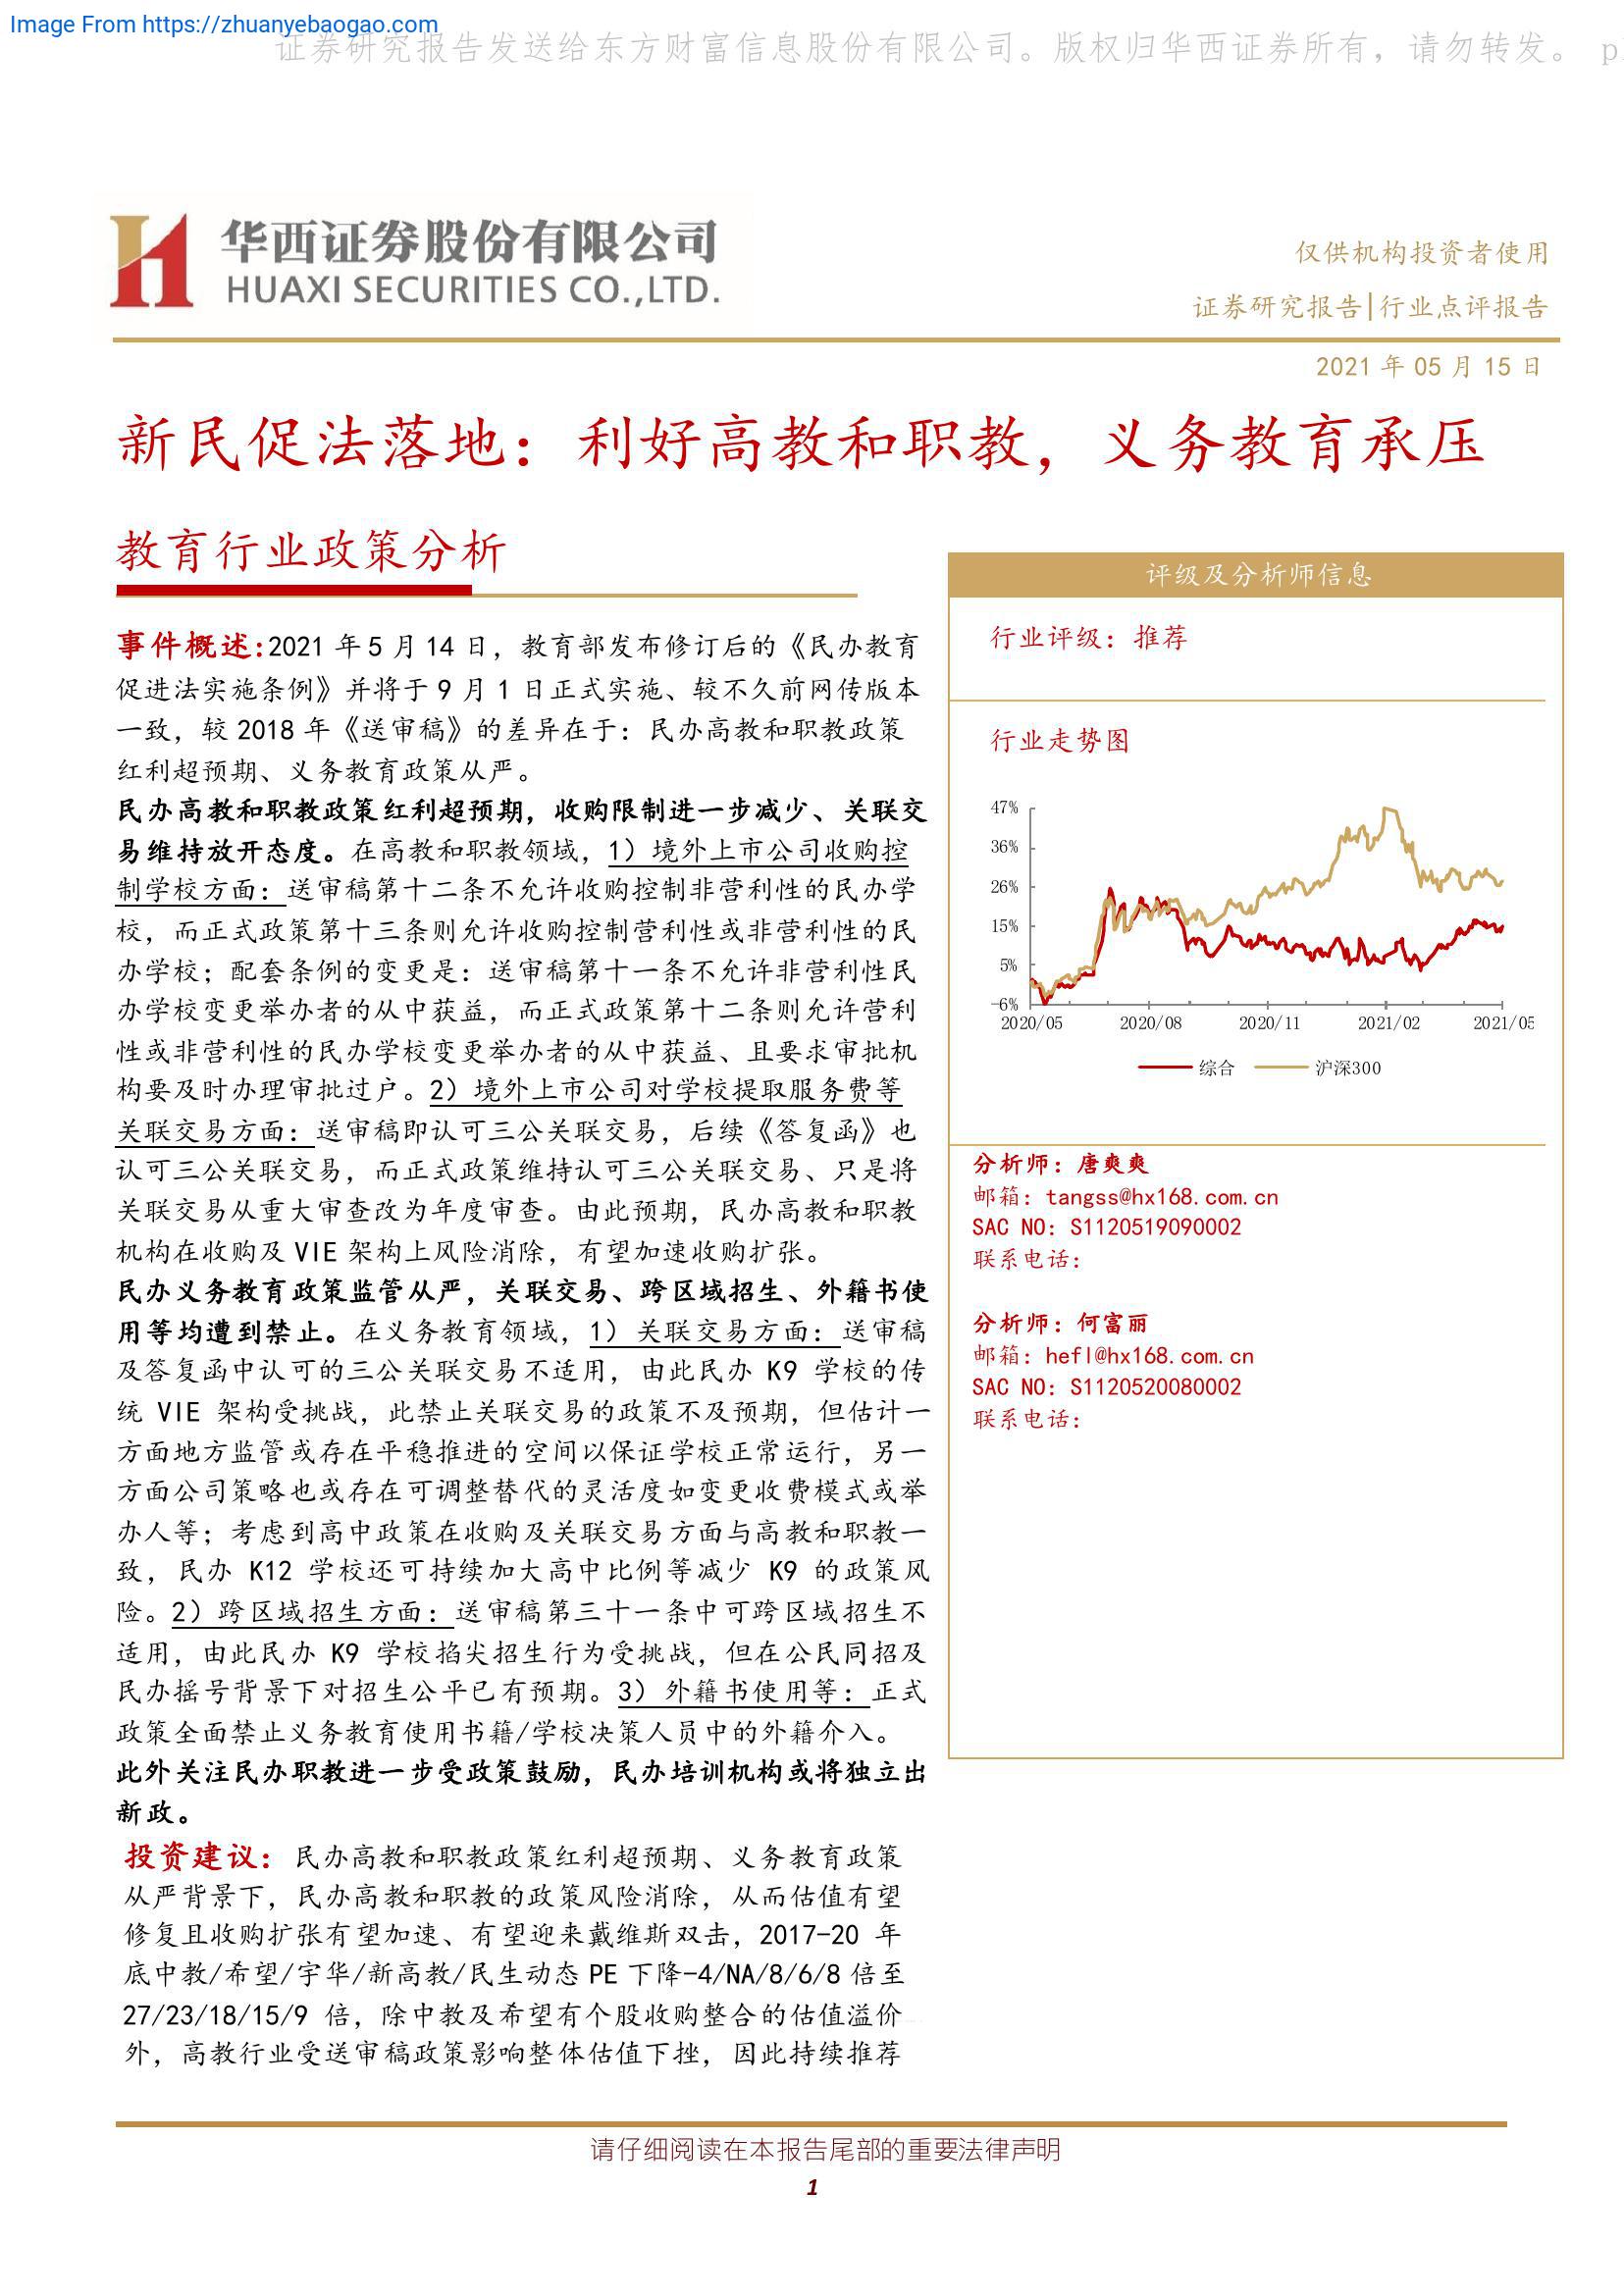 Image From https://zhuanyebaogao.com
证券研究报告发送给东方财富信息股份有限公司。版权归华西证券所有，请勿转发。 p
华西证券股份有限公司
HUAXI SECURITIES CO.,LTD.
仅供机构投资者使用
证券研究报告|行业点评报告
2021 年 05 月 15 日
新民促法落地：利好高教和职教，义务教育承压
教育行业政策分析
事件概述:2021 年 5 月 14 日，教育部发布修订后的《民办教育
促进法实施条例》并将于 9 月 1 日正式实施、较不久前网传版本
一致，较 2018 年《送审稿》的差异在于：民办高教和职教政策
红利超预期、义务教育政策从严。
民办高教和职教政策红利超预期，收购限制进一步减少、关联交
易维持放开态度。在高教和职教领域，1）境外上市公司收购控
制学校方面：送审稿第十二条不允许收购控制非营利性的民办学
校，而正式政策第十三条则允许收购控制营利性或非营利性的民
办学校；配套条例的变更是：送审稿第十一条不允许非营利性民
办学校变更举办者的从中获益，而正式政策第十二条则允许营利
性或非营利性的民办学校变更举办者的从中获益、且要求审批机
构要及时办理审批过户。2）境外上市公司对学校提取服务费等
关联交易方面：送审稿即认可三公关联交易，后续《答复函》也
认可三公关联交易，而正式政策维持认可三公关联交易、只是将
关联交易从重大审查改为年度审查。由此预期，民办高教和职教
机构在收购及 VIE 架构上风险消除，有望加速收购扩张。
民办义务教育政策监管从严，关联交易、跨区域招生、外籍书使
用等均遭到禁止。在义务教育领域，1）关联交易方面：送审稿
及答复函中认可的三公关联交易不适用，由此民办 K9 学校的传
统 VIE 架构受挑战，此禁止关联交易的政策不及预期，但估计一
方面地方监管或存在平稳推进的空间以保证学校正常运行，另一
方面公司策略也或存在可调整替代的灵活度如变更收费模式或举
办人等；考虑到高中政策在收购及关联交易方面与高教和职教一
致，民办 K12 学校还可持续加大高中比例等减少 K9 的政策风
险。2）跨区域招生方面：送审稿第三十一条中可跨区域招生不
适用，由此民办 K9 学校掐尖招生行为受挑战，但在公民同招及
民办摇号背景下对招生公平已有预期。3）外籍书使用等：正式
政策全面禁止义务教育使用书籍/学校决策人员中的外籍介入。
此外关注民办职教进一步受政策鼓励，民办培训机构或将独立出
新政。
投资建议：民办高教和职教政策红利超预期、义务教育政策
从严背景下，民办高教和职教的政策风险消除，从而估值有望
修复且收购扩张有望加速、有望迎来戴维斯双击，2017-20 年
底中教/希望/宇华/新高教/民生动态 PE 下降-4/NA/8/6/8 倍至
27/23/18/15/9 倍，除中教及希望有个股收购整合的估值溢价
外，高教行业受送审稿政策影响整体估值下挫，因此持续推荐
评级及分析师信息
行业评级：推荐
行业走势图
47%
36%
26%
15%
5%
-6%
2020/05 2020/08 2020/11 2021/02 2021/05
综合 沪深300
分析师：唐爽爽
邮箱：tangss@hx168.com.cn
SAC NO：S1120519090002
联系电话：
分析师：何富丽
邮箱：hefl@hx168.com.cn
SAC NO：S1120520080002
联系电话：
请仔细阅读在本报告尾部的重要法律声明
1